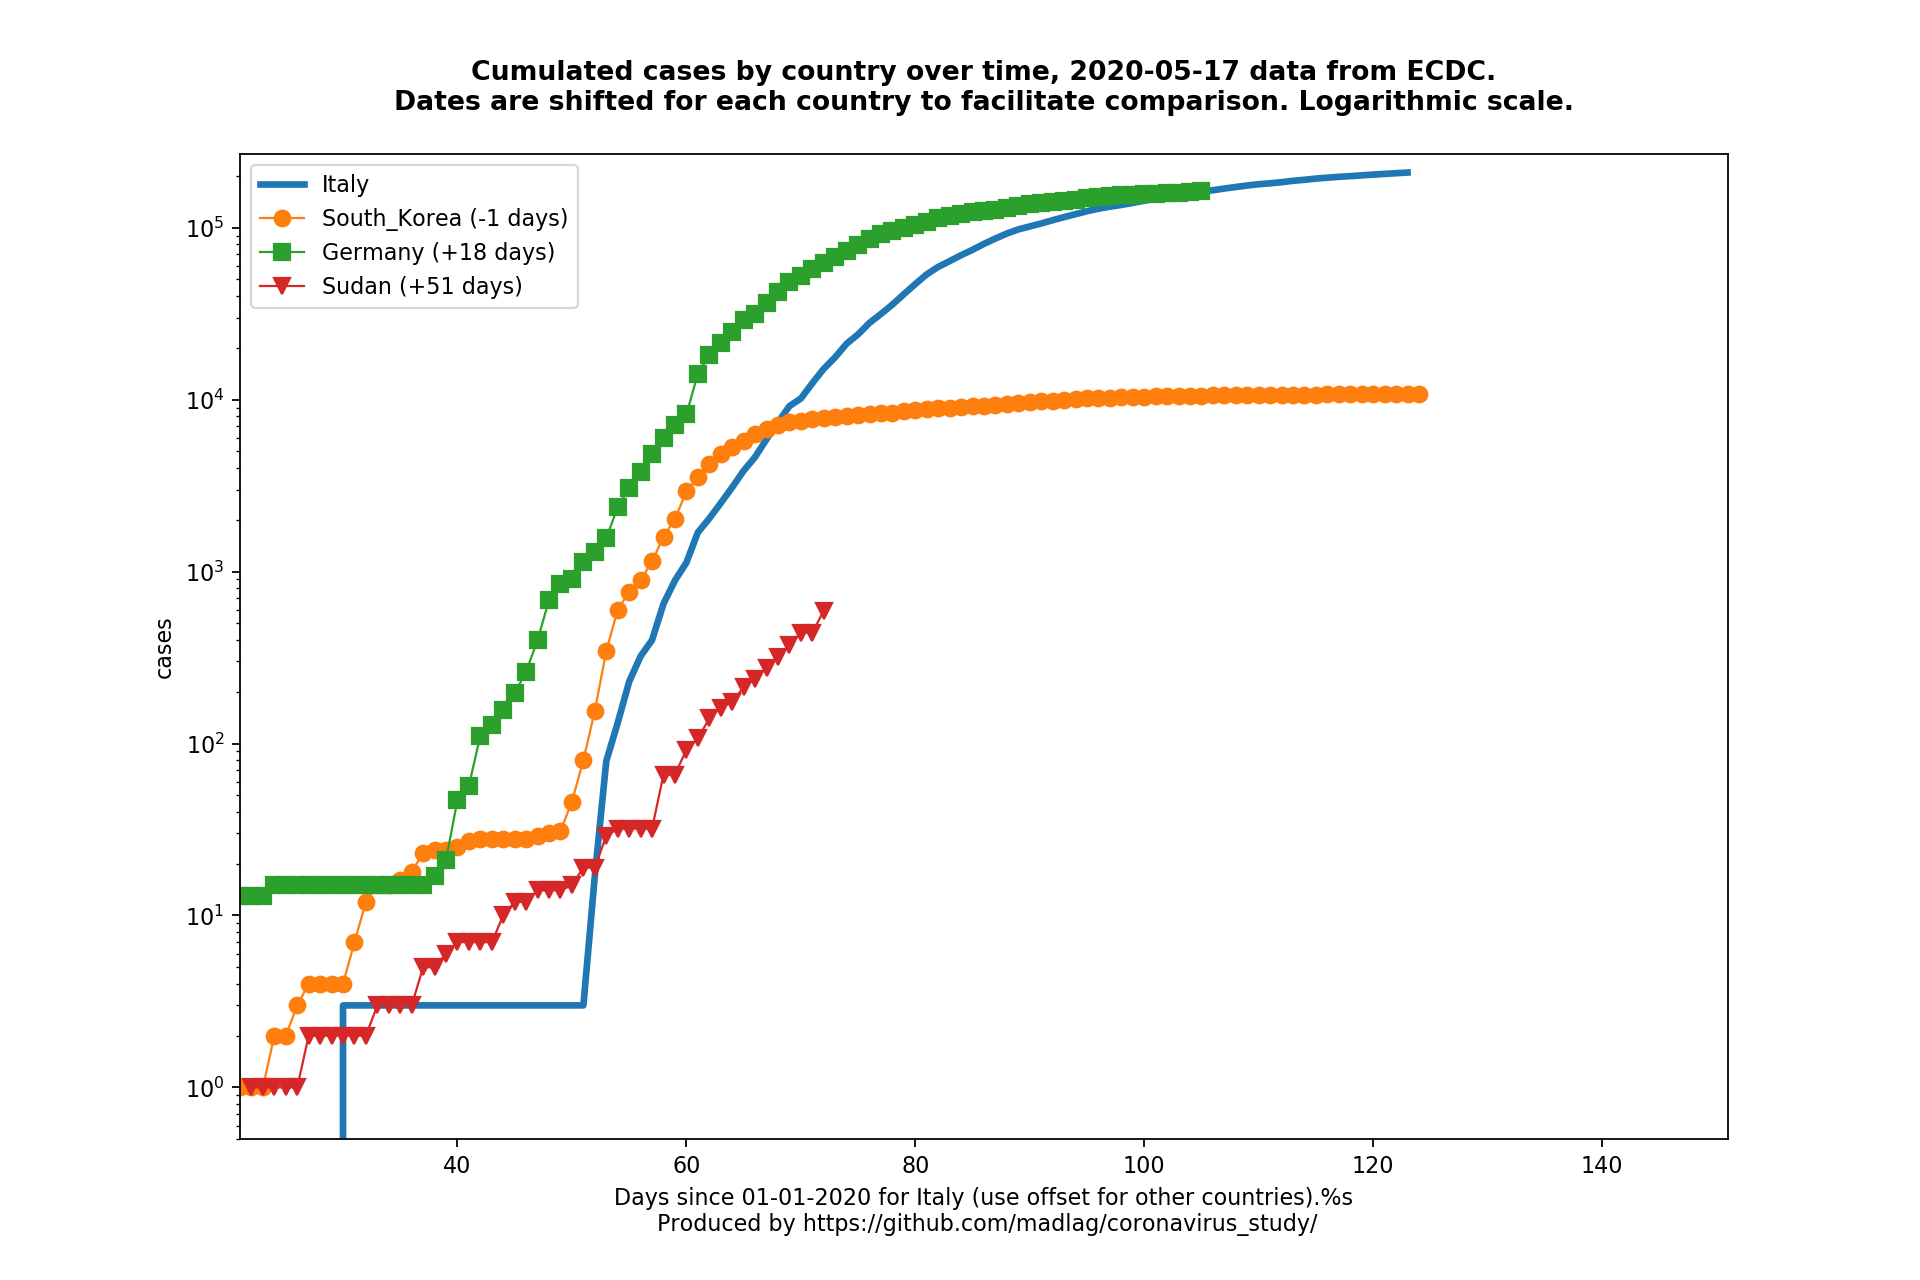 Cumulated cases by country over time, 2020-05-17 data from ECDC.
Dates are shifted for each country to facilitate comparison. Logarithmic scale.
Italy
South_Korea (-1 days)
Germany (+18 days)
Sudan (+51 days)
10⁵
10⁴
10³
10²
10¹
10⁰
cases
40 60 80 100 120 140
Days since 01-01-2020 for Italy (use offset for other countries).%s
Produced by https://github.com/madlag/coronavirus_study/